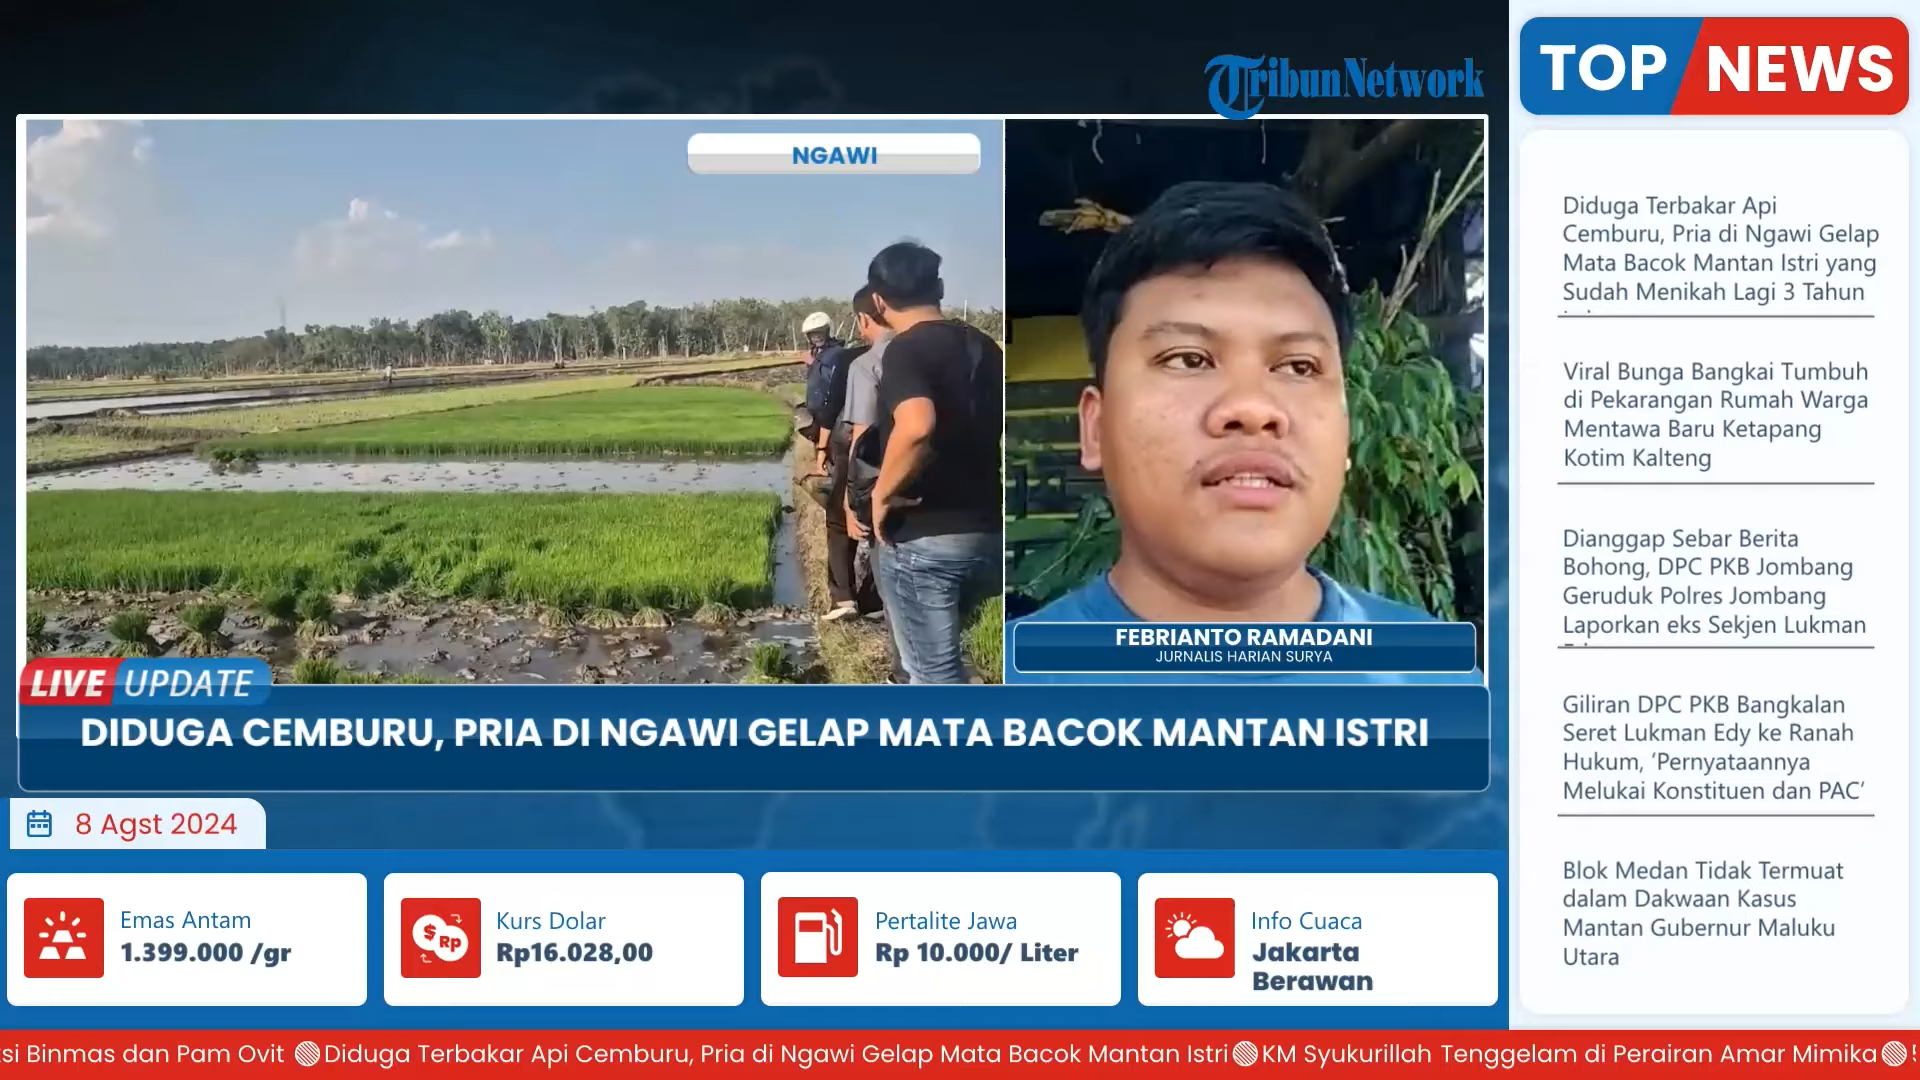 TribunNetwork
NGAWI
FEBRIANTO RAMADANI
JURNALIS HARIAN SURYA
LIVE UPDATE
DIDUGA CEMBURU, PRIA DI NGAWI GELAP MATA BACOK MANTAN ISTRI
8 Agst 2024
Emas Antam
1.399.000 /gr
Kurs Dolar
Rp16.028,00
Pertalite Jawa
Rp 10.000/ Liter
Info Cuaca
Jakarta
Berawan
TOP NEWS
Diduga Terbakar Api
Cemburu, Pria di Ngawi Gelap
Mata Bacok Mantan Istri yang
Sudah Menikah Lagi 3 Tahun
Viral Bunga Bangkai Tumbuh
di Pekarangan Rumah Warga
Mentawa Baru Ketapang
Kotim Kalteng
Dianggap Sebar Berita
Bohong, DPC PKB Jombang
Geruduk Polres Jombang
Laporkan eks Sekjen Lukman
Giliran DPC PKB Bangkalan
Seret Lukman Edy ke Ranah
Hukum, ‘Pernyataannya
Melukai Konstituen dan PAC’
Blok Medan Tidak Termuat
dalam Dakwaan Kasus
Mantan Gubernur Maluku
Utara
si Binmas dan Pam Ovit Diduga Terbakar Api Cemburu, Pria di Ngawi Gelap Mata Bacok Mantan Istri KM Syukurillah Tenggelam di Perairan Amar Mimika